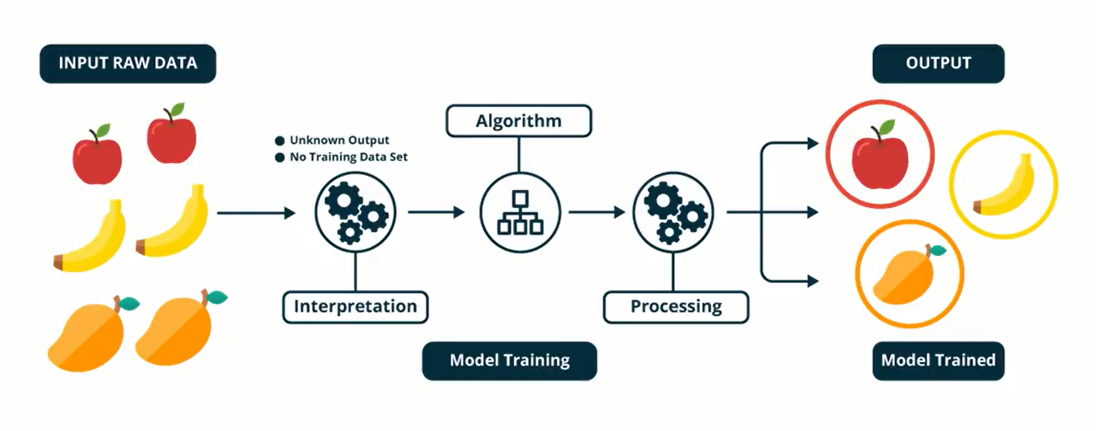 INPUT RAW DATA
OUTPUT
Algorithm
Unknown Output
No Training Data Set
Interpretation
Processing
Model Training
Model Trained